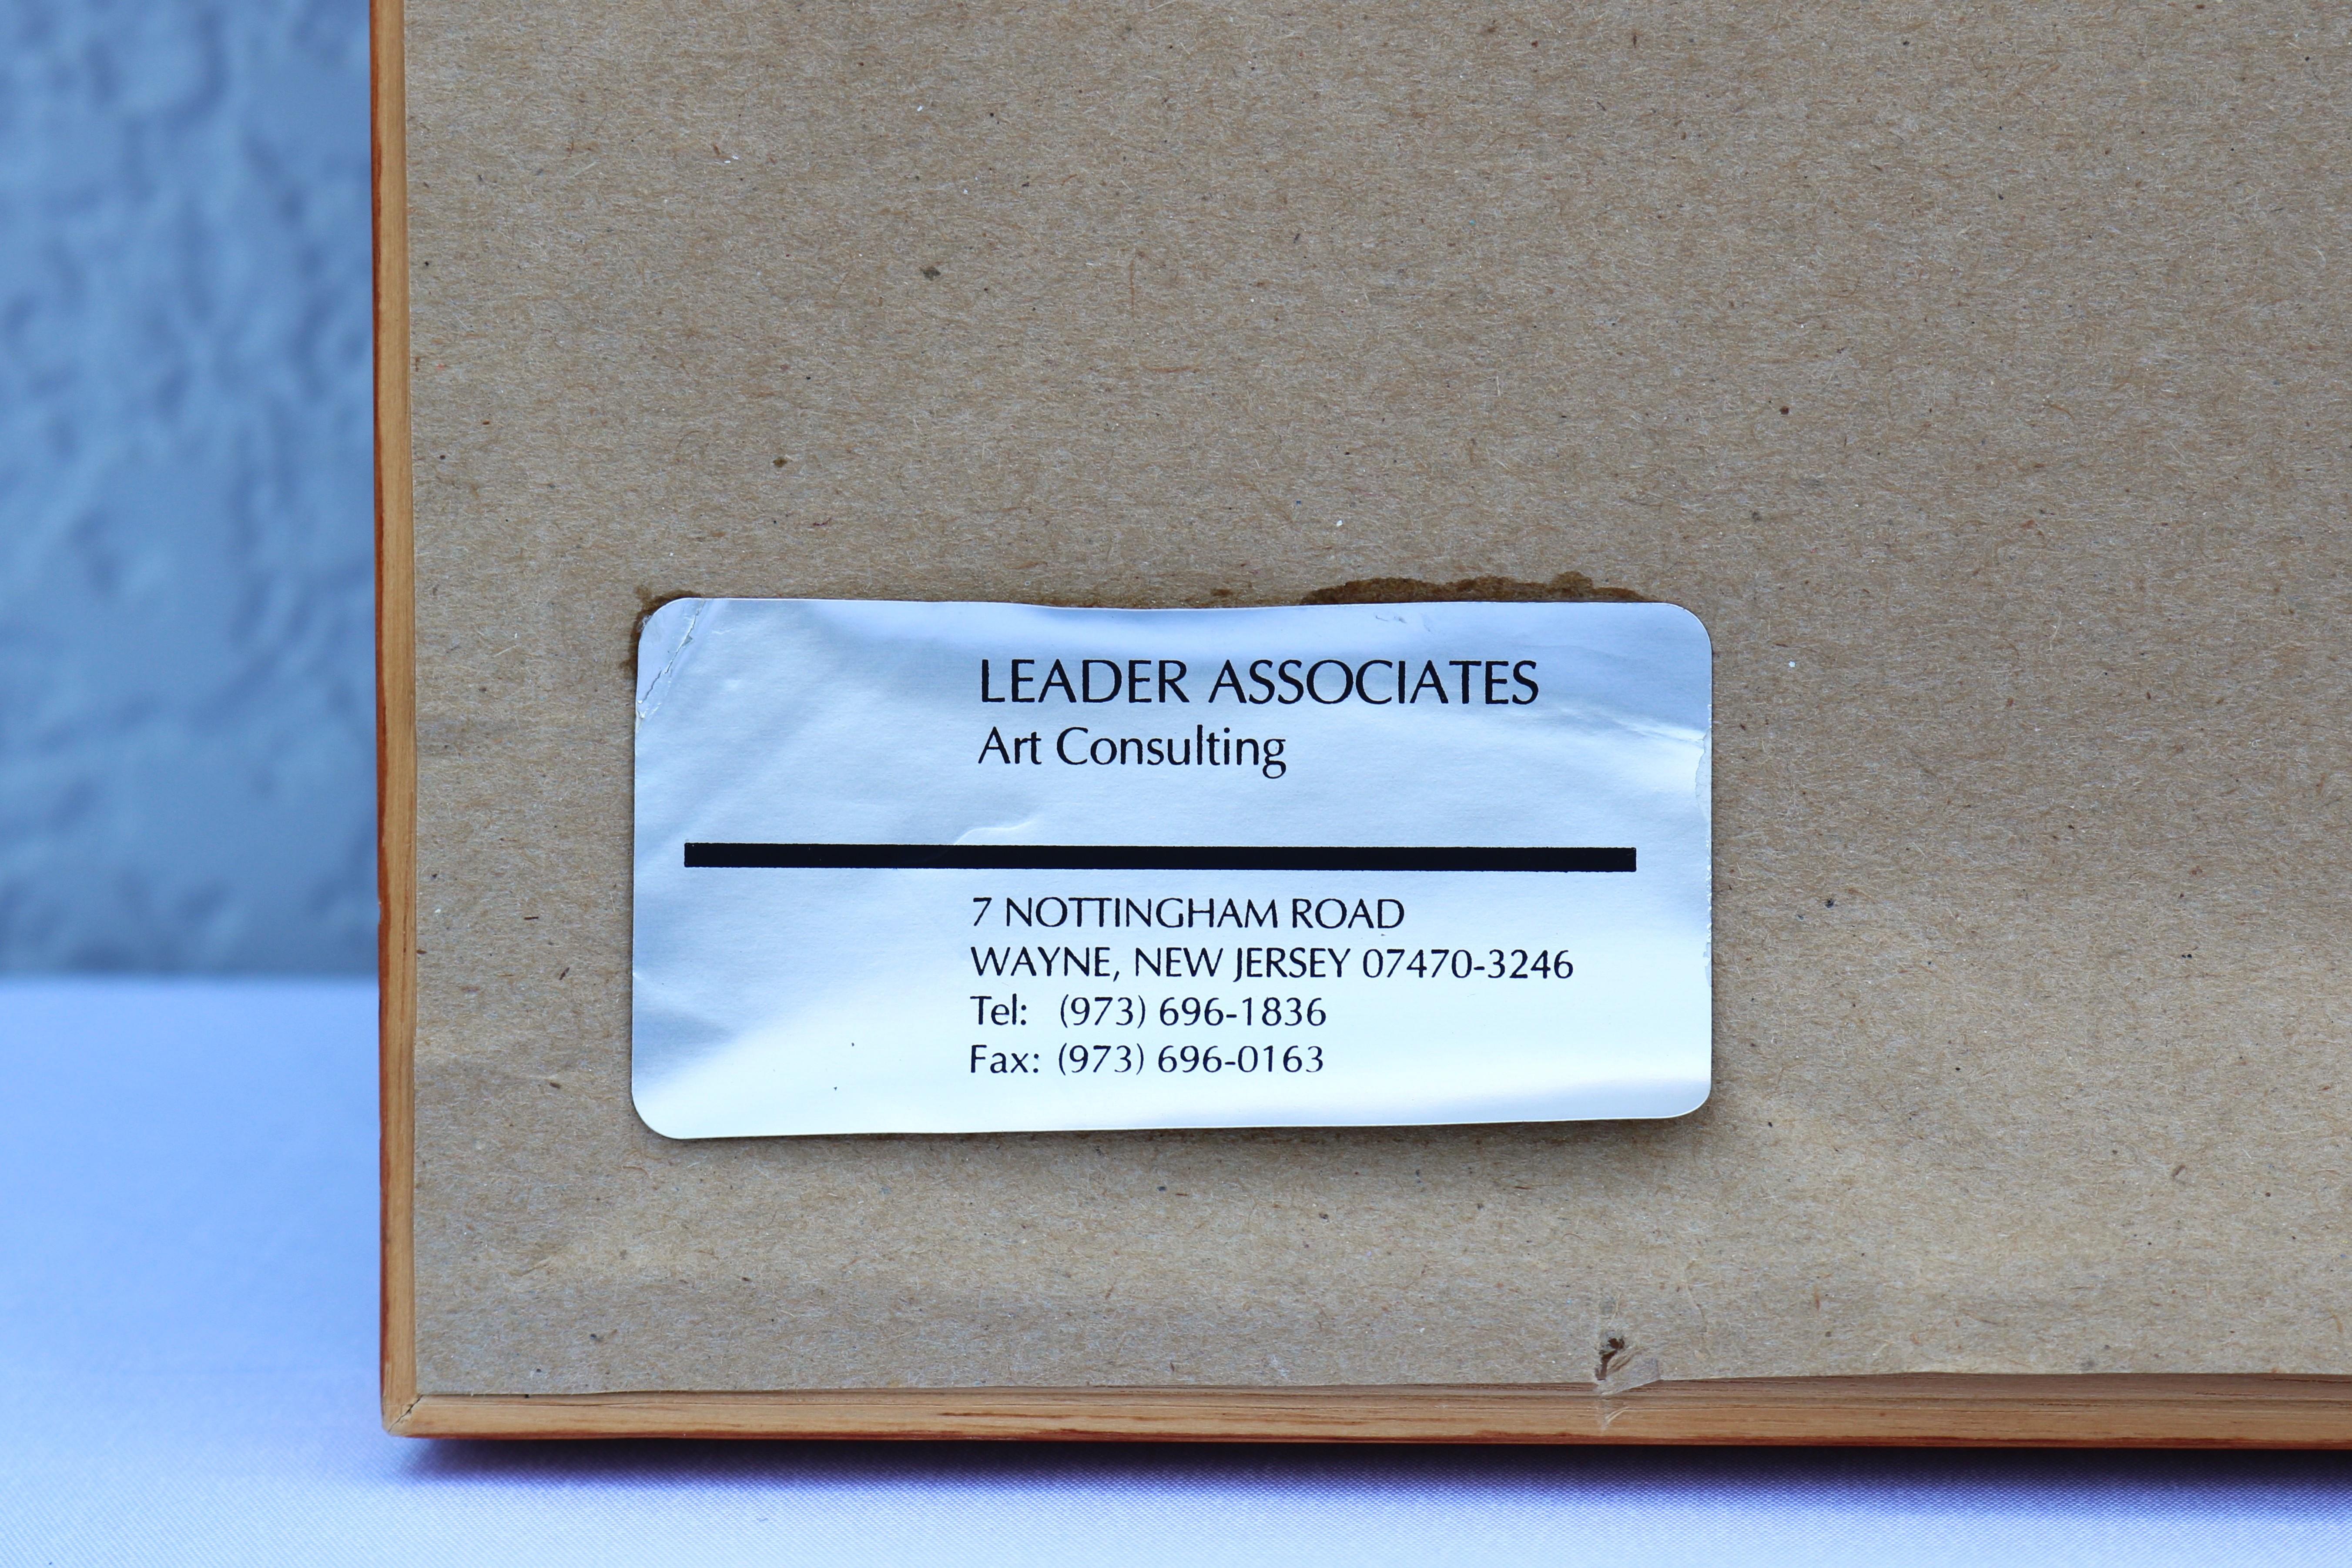 LEADER ASSOCIATES
Art Consulting
7 NOTTINGHAM ROAD
WAYNE, NEW JERSEY 07470-3246
Tel: (973) 696-1836
Fax: (973) 696-0163